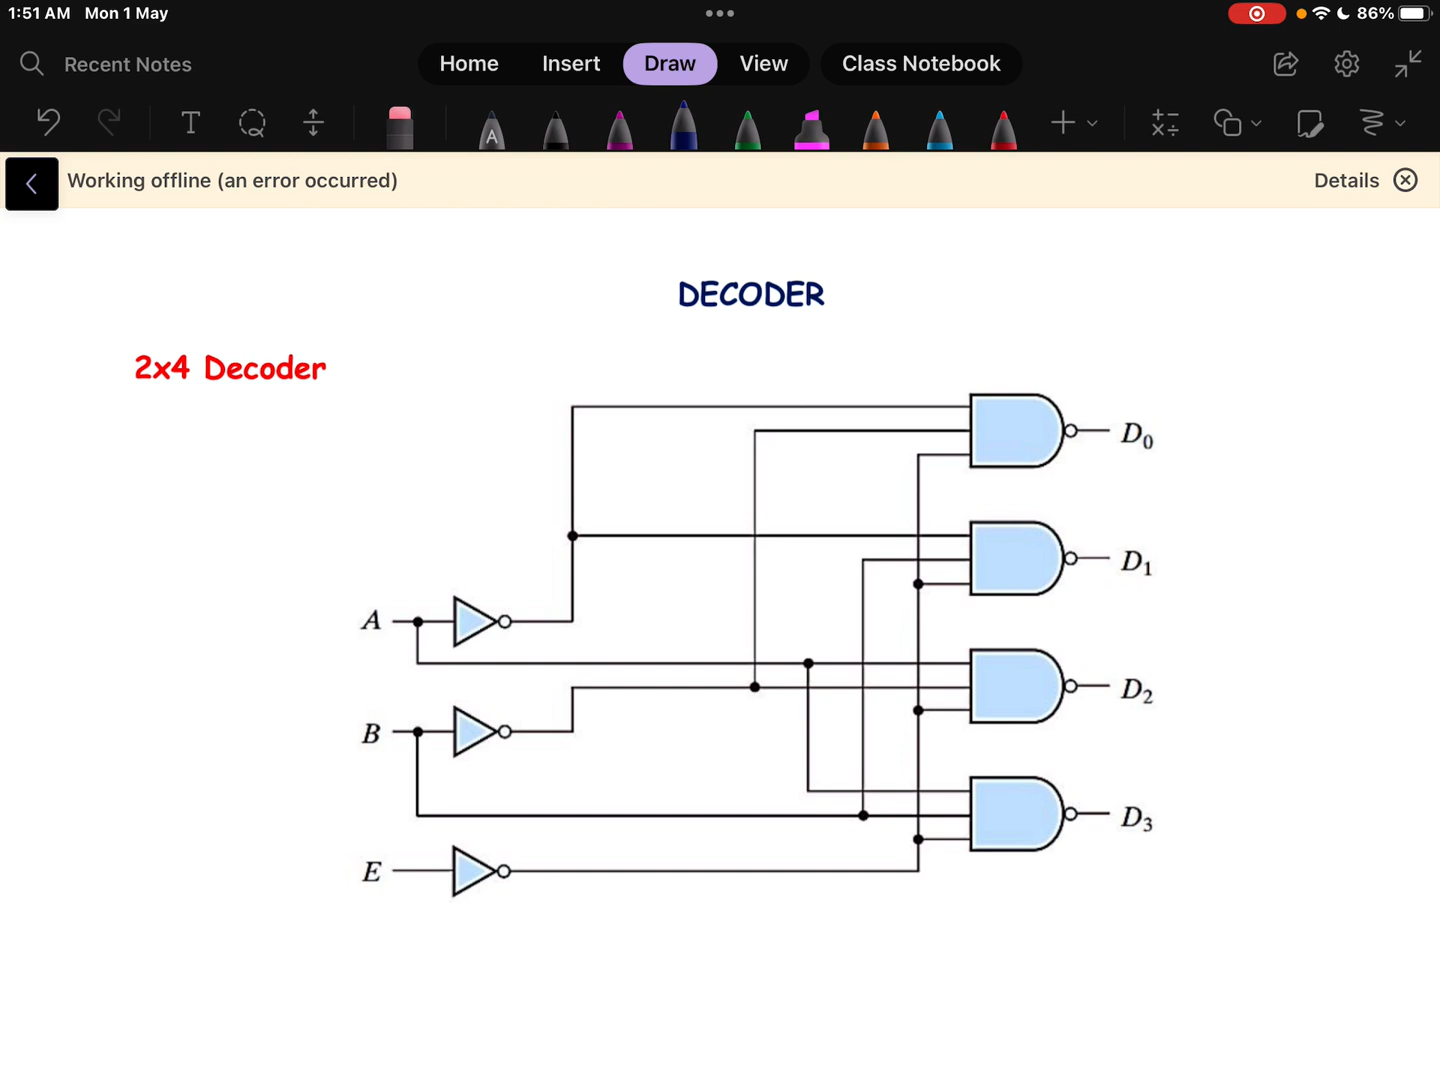 1:51 AM Mon 1 May
86%
Recent Notes
Home Insert Draw View Class Notebook
T
A
Working offline (an error occurred)
Details
DECODER
2x4 Decoder
D0
D1
A
D2
B
D3
E